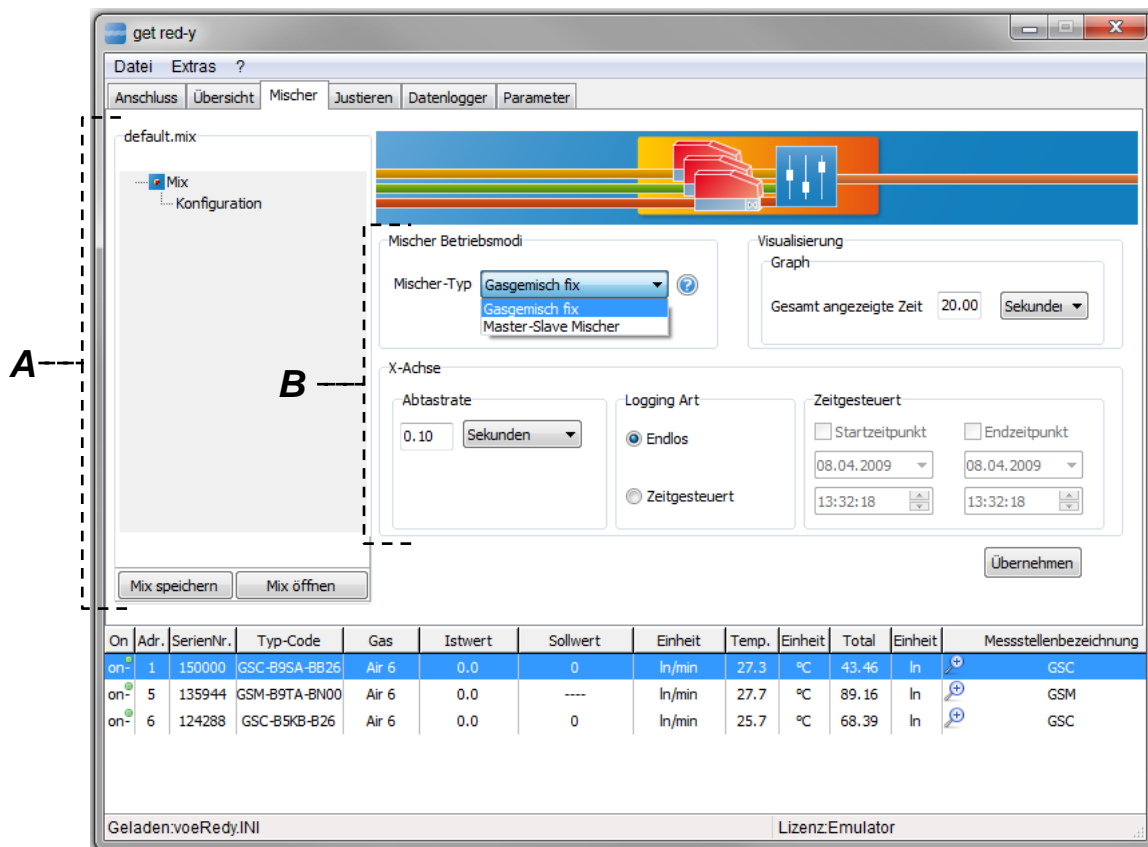 get red-y
Datei Extras ?
Anschluss Übersicht Mischer Justieren Datenlogger Parameter
default.mix
Mix
Konfiguration
A
Mix speichern Mix öffnen
B
Mischer Betriebsmodi
Mischer-Typ Gasgemisch fix
Gasgemisch fix
Master-Slave Mischer
Visualisierung
Graph
Gesamt angezeigte Zeit 20.00 Sekunden
X-Achse
Abtastrate
0.10 Sekunden
Logging Art
Endlos
Zeitgesteuert
Zeitgesteuert
Startzeitpunkt Endzeitpunkt
08.04.2009 08.04.2009
13:32:18 13:32:18
Übernehmen
On Adr. SerienNr. Typ-Code Gas Istwert Sollwert Einheit Temp. Einheit Total Einheit Messstellenbezeichnung
on- 1 150000 GSC-B9SA-BB26 Air 6 0.0 0 ln/min 27.3 °C 43.46 ln GSC
on- 5 135944 GSM-B9TA-BN00 Air 6 0.0 ---- ln/min 27.7 °C 89.16 ln GSM
on- 6 124288 GSC-B5KB-B26 Air 6 0.0 0 ln/min 25.7 °C 68.39 ln GSC
Geladen:voeRedy.INI Lizenz:Emulator